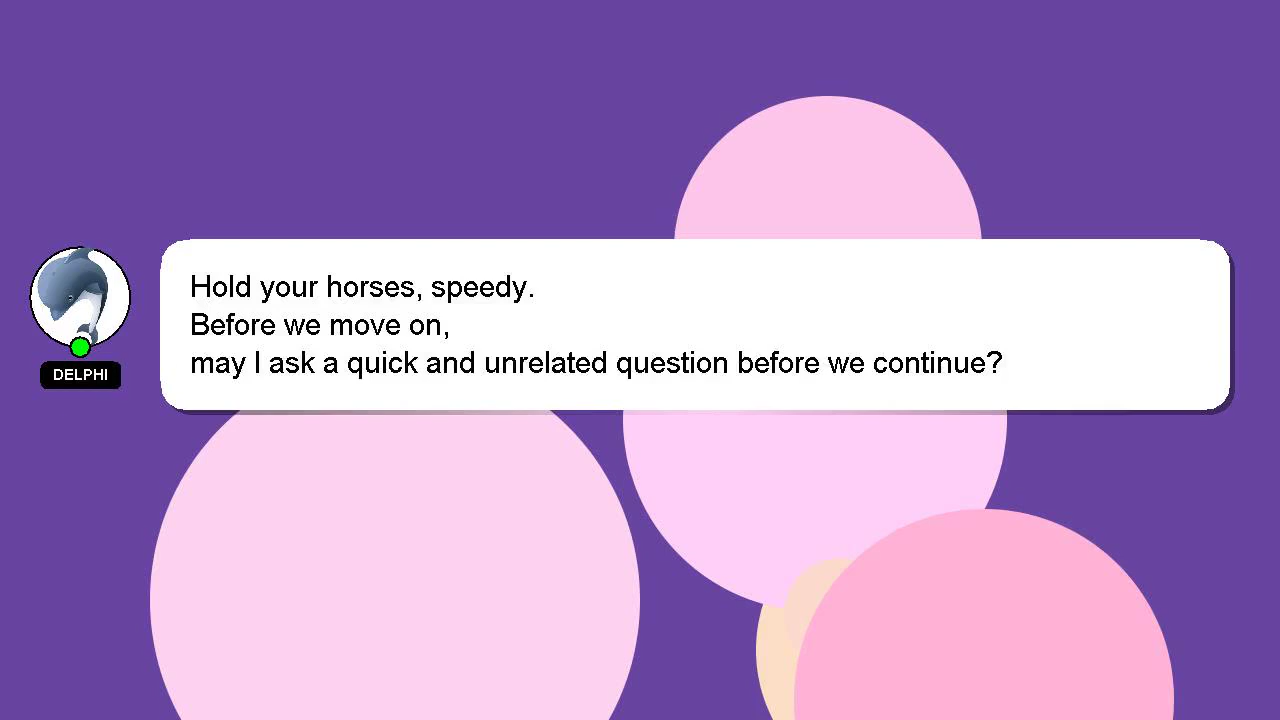 Hold your horses, speedy.
Before we move on,
may I ask a quick and unrelated question before we continue?
DELPHI